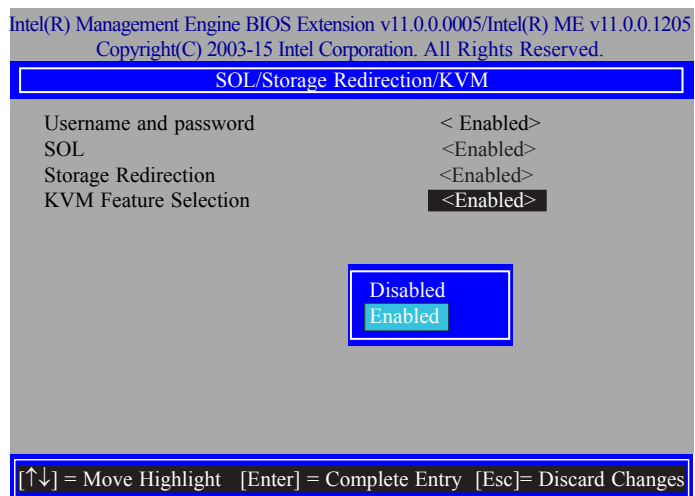 Intel(R) Management Engine BIOS Extension v11.0.0.0005/Intel(R) ME v11.0.0.1205
Copyright(C) 2003-15 Intel Corporation. All Rights Reserved.
SOL/Storage Redirection/KVM
Username and password < Enabled>
SOL <Enabled>
Storage Redirection <Enabled>
KVM Feature Selection <Enabled>
Disabled
Enabled
[↑↓] = Move Highlight [Enter] = Complete Entry [Esc]= Discard Changes